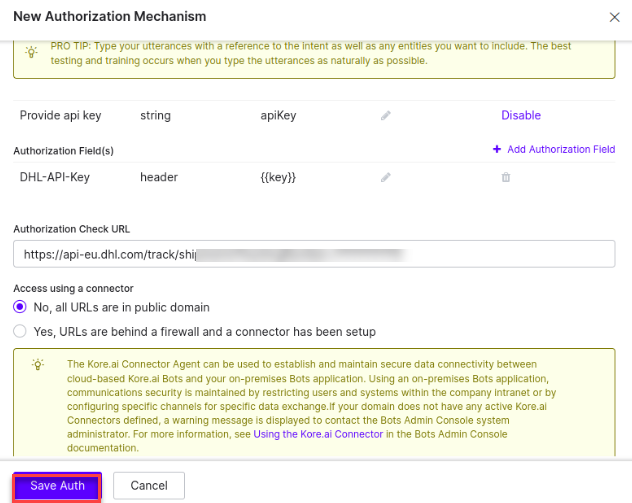 New Authorization Mechanism
PRO TIP: Type your utterances with a reference to the intent as well as any entities you want to include. The best
testing and training occurs when you type the utterances as naturally as possible.
Provide api key string apiKey Disable
Authorization Field(s) + Add Authorization Field
DHL-API-Key header {{key}}
Authorization Check URL
https://api-eu.dhl.com/track/shi
Access using a connector
No, all URLs are in public domain
Yes, URLs are behind a firewall and a connector has been setup
The Kore.ai Connector Agent can be used to establish and maintain secure data connectivity between
cloud-based Kore.ai Bots and your on-premises Bots application. Using an on-premises Bots application,
communications security is maintained by restricting users and systems within the company intranet or by
configuring specific channels for specific data exchange.If your domain does not have any active Kore.ai
Connectors defined, a warning message is displayed to contact the Bots Admin Console system
administrator. For more information, see Using the Kore.ai Connector in the Bots Admin Console
documentation.
Save Auth Cancel